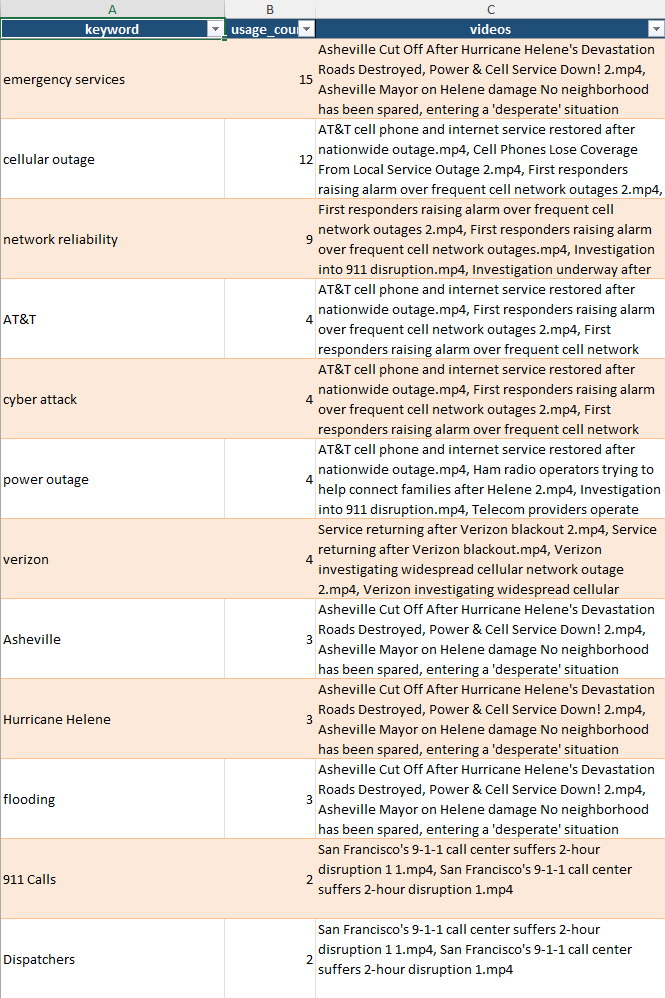 A B C
keyword usage_cou videos
emergency services 15 Asheville Cut Off After Hurricane Helene's Devastation
Roads Destroyed, Power & Cell Service Down! 2.mp4,
Asheville Mayor on Helene damage No neighborhood
has been spared, entering a 'desperate' situation
cellular outage 12 AT&T cell phone and internet service restored after
nationwide outage.mp4, Cell Phones Lose Coverage
From Local Service Outage 2.mp4, First responders
raising alarm over frequent cell network outages 2.mp4,
network reliability 9 First responders raising alarm over frequent cell
network outages 2.mp4, First responders raising alarm
over frequent cell network outages.mp4, Investigation
into 911 disruption.mp4, Investigation underway after
AT&T 4 AT&T cell phone and internet service restored after
nationwide outage.mp4, First responders raising alarm
over frequent cell network outages 2.mp4, First
responders raising alarm over frequent cell network
cyber attack 4 AT&T cell phone and internet service restored after
nationwide outage.mp4, First responders raising alarm
over frequent cell network outages 2.mp4, First
responders raising alarm over frequent cell network
power outage 4 AT&T cell phone and internet service restored after
nationwide outage.mp4, Ham radio operators trying to
help connect families after Helene 2.mp4, Investigation
into 911 disruption.mp4, Telecom providers operate
verizon 4 Service returning after Verizon blackout 2.mp4, Service
returning after Verizon blackout.mp4, Verizon
investigating widespread cellular network outage
2.mp4, Verizon investigating widespread cellular
Asheville 3 Asheville Cut Off After Hurricane Helene's Devastation
Roads Destroyed, Power & Cell Service Down! 2.mp4,
Asheville Mayor on Helene damage No neighborhood
has been spared, entering a 'desperate' situation
Hurricane Helene 3 Asheville Cut Off After Hurricane Helene's Devastation
Roads Destroyed, Power & Cell Service Down! 2.mp4,
Asheville Mayor on Helene damage No neighborhood
has been spared, entering a 'desperate' situation
flooding 3 Asheville Cut Off After Hurricane Helene's Devastation
Roads Destroyed, Power & Cell Service Down! 2.mp4,
Asheville Mayor on Helene damage No neighborhood
has been spared, entering a 'desperate' situation
911 Calls 2 San Francisco's 9-1-1 call center suffers 2-hour
disruption 1 1.mp4, San Francisco's 9-1-1 call center
suffers 2-hour disruption 1.mp4
Dispatchers 2 San Francisco's 9-1-1 call center suffers 2-hour
disruption 1 1.mp4, San Francisco's 9-1-1 call center
suffers 2-hour disruption 1.mp4